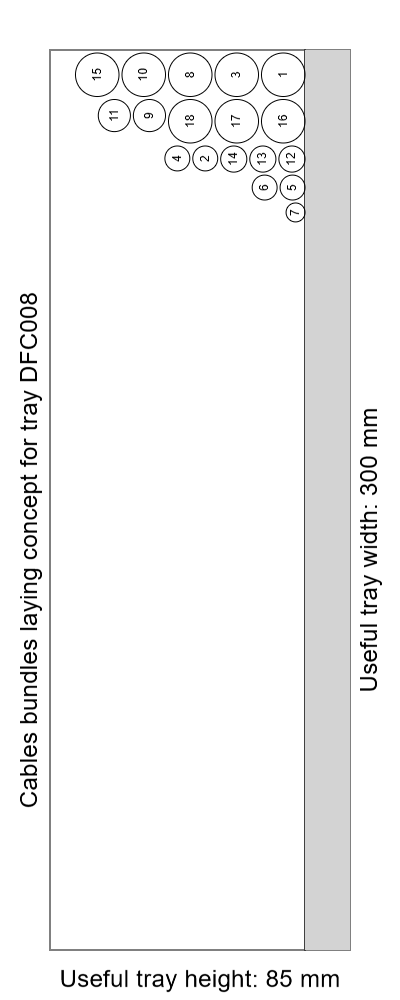 Cables bundles laying concept for tray DFC008
15 10 8 3 1
11 9 18 17 16
4 2 14 13 12
6 5
7
Useful tray width: 300 mm
Useful tray height: 85 mm